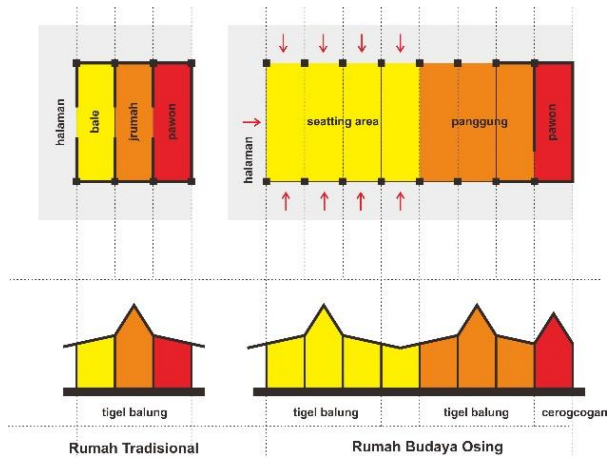 halaman
bale
jrumah
pawon
halaman
seatting area
panggung
pawon
tigel balung
tigel balung
tigel balung
cerogcogan
Rumah Tradisional
Rumah Budaya Osing